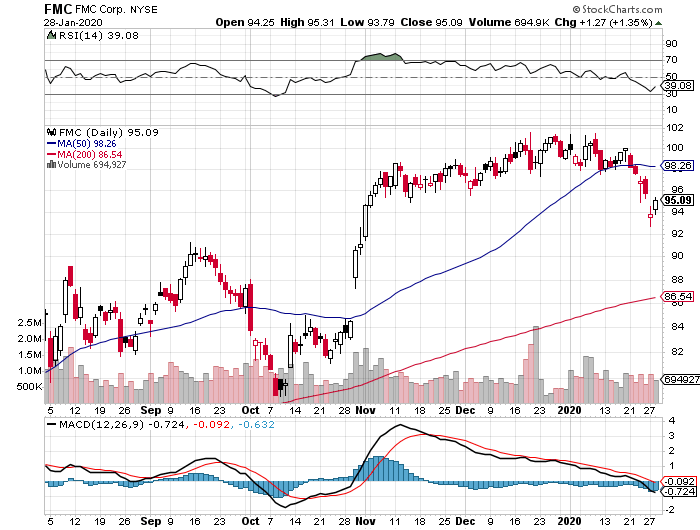 FMC FMC Corp. NYSE © StockCharts.com
28-Jan-2020 Open 94.25 High 95.31 Low 93.79 Close 95.09 Volume 694.9K Chg +1.27 (+1.35%)
RSI(14) 39.08
90
70
50
39.08
30
10
FMC (Daily) 95.09
MA(50) 98.26
MA(200) 86.54
Volume 694,927
102
100
98.26
98
96
95.09
94
92
90
88
86.54
86
84
82
80
2.5M
2.0M
1.5M
1.0M
500K
694927
5 12 19 26 Sep 9 16 23 Oct 7 14 21 28 Nov 11 18 25 Dec 9 16 23 2020 13 21 27
MACD(12,26,9) -0.724, -0.092, -0.632
4
3
2
1
0
-0.092
-0.724
-1
-2
5 12 19 26 Sep 9 16 23 Oct 7 14 21 28 Nov 11 18 25 Dec 9 16 23 2020 13 21 27